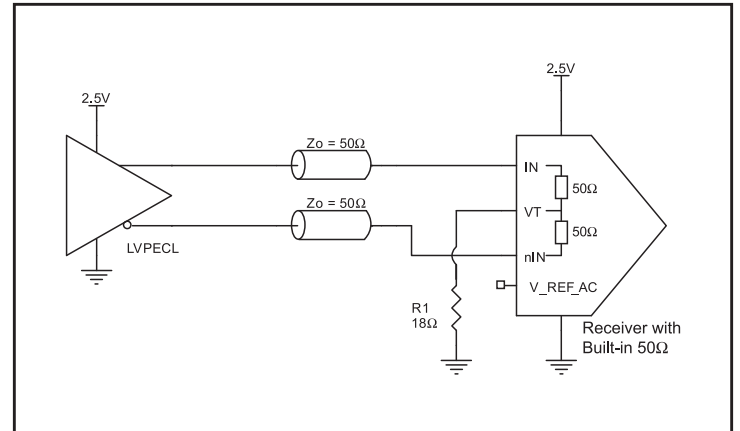 2.5V
2.5V
Zo = 50Ω
Zo = 50Ω
IN
50Ω
VT
50Ω
nIN
LVPECL
V_REF_AC
R1
18Ω
Receiver with
Built-in 50Ω